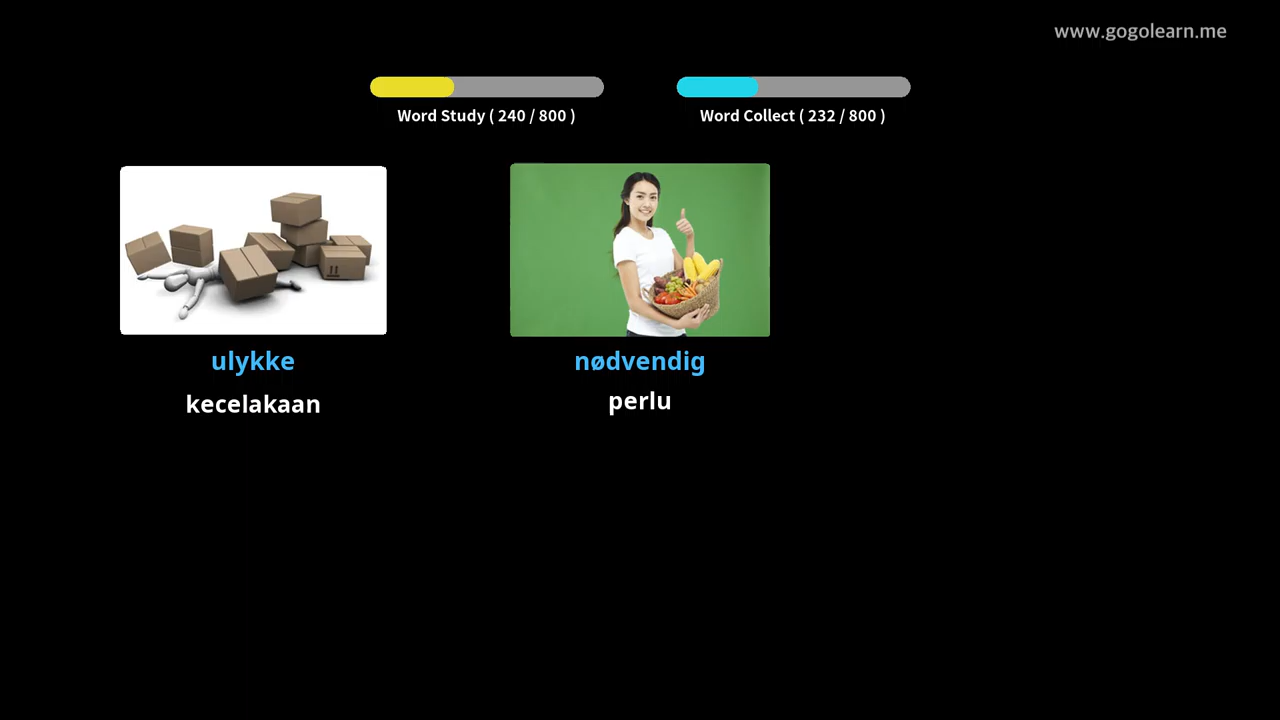 www.gogolearn.me
Word Study ( 240 / 800 )
Word Collect ( 232 / 800 )
ulykke
nødvendig
kecelakaan
perlu